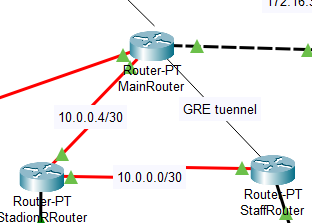 172.16.3
Router-PT
MainRouter
10.0.0.4/30
GRE tuennel
10.0.0.0/30
Router-PT
StadionRRouter
Router-PT
StaffRouter